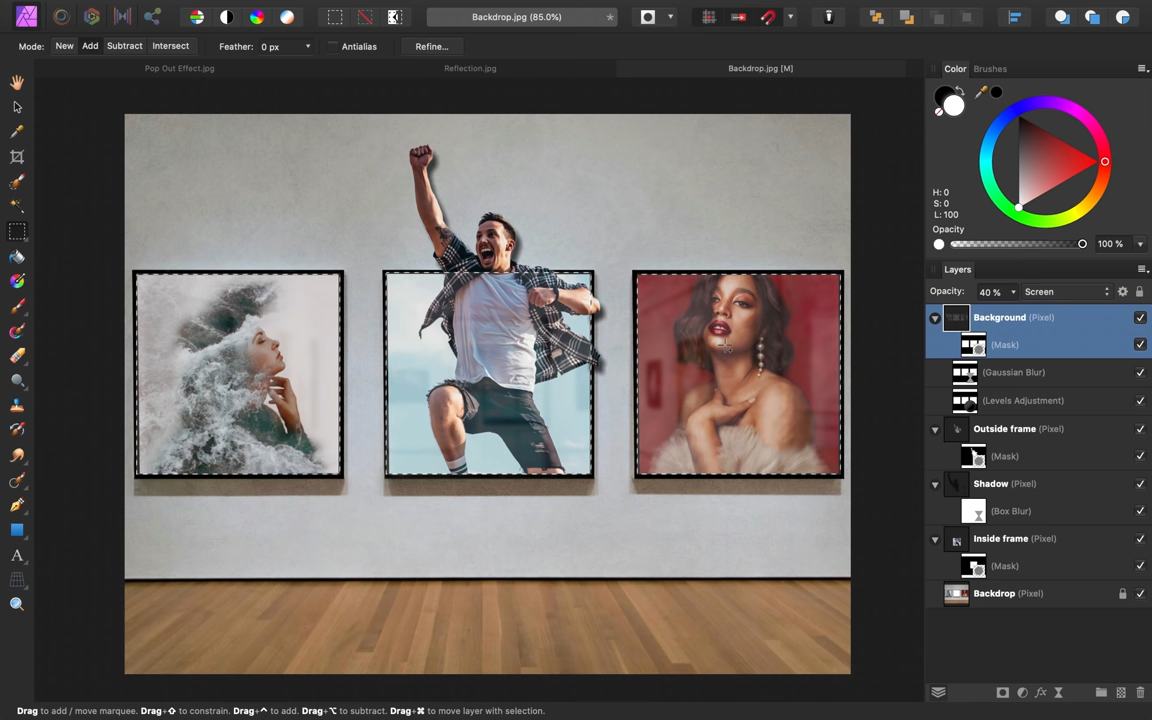 Backdrop.jpg (85.0%)
Mode: New Add Subtract Intersect Feather: 0 px Antialias Refine...
Pop Out Effect.jpg Reflection.jpg Backdrop.jpg [M]
Color Brushes
H: 0
S: 0
L: 100
Opacity
100 %
Layers
Opacity: 40 % Screen
Background (Pixel)
(Mask)
(Gaussian Blur)
(Levels Adjustment)
Outside frame (Pixel)
(Mask)
Shadow (Pixel)
(Box Blur)
Inside frame (Pixel)
(Mask)
Backdrop (Pixel)
A
fx
Drag to add / move marquee. Drag+⇧ to constrain. Drag+⌃ to add. Drag+⌥ to subtract. Drag+⌘ to move layer with selection.